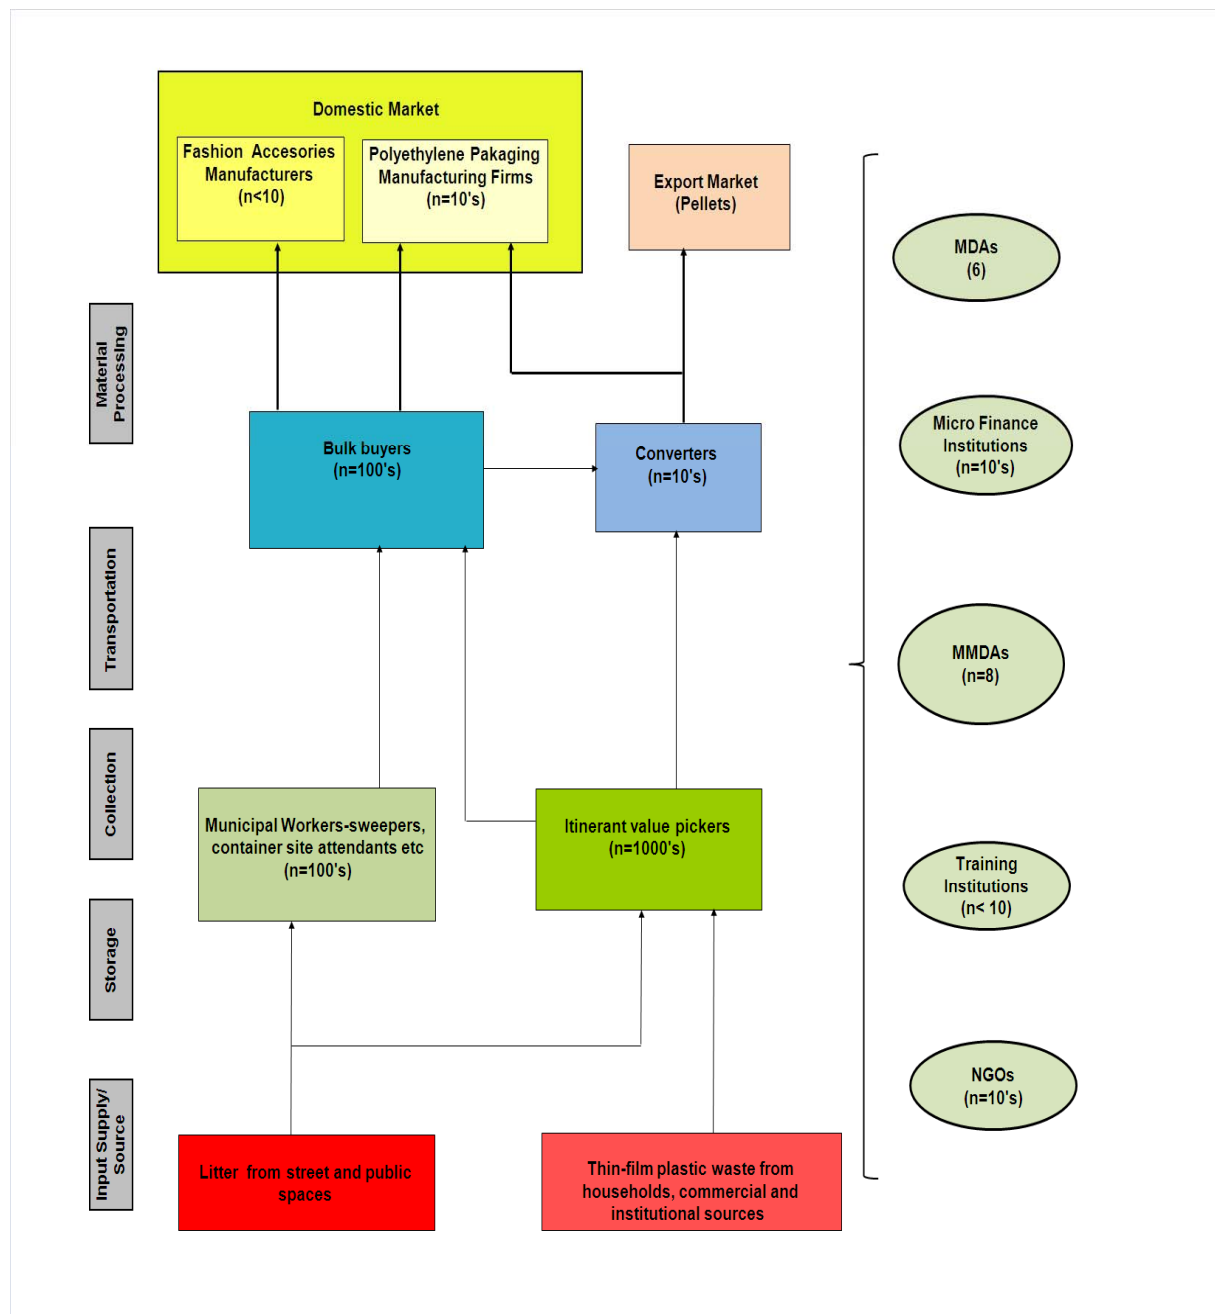 Domestic Market
Fashion Accesories
Manufacturers
(n<10)
Polyethylene Pakaging
Manufacturing Firms
(n=10's)
Export Market
(Pellets)
MDAs
(6)
Material
Processing
Bulk buyers
(n=100's)
Converters
(n=10's)
Micro Finance
Institutions
(n=10's)
Transportation
MMDAs
(n=8)
Collection
Municipal Workers-sweepers,
container site attendants etc
(n=100's)
Itinerant value pickers
(n=1000's)
Training
Institutions
(n< 10)
Storage
NGOs
(n=10's)
Input Supply/
Source
Litter from street and public
spaces
Thin-film plastic waste from
households, commercial and
institutional sources